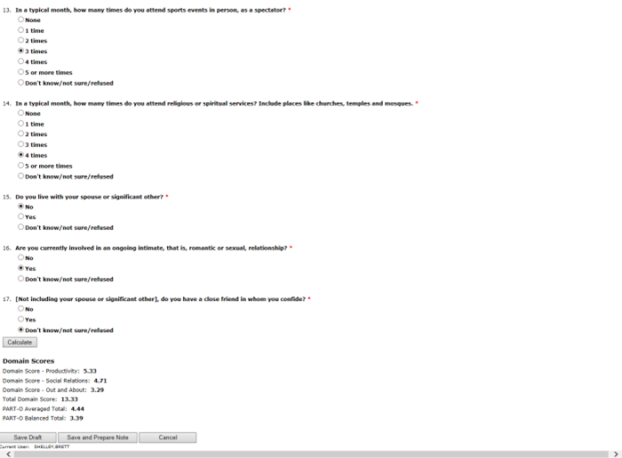 13. In a typical month, how many times do you attend sports events in person, as a spectator? *
None
1 time
2 times
3 times
4 times
5 or more times
Don't know/not sure/refused
14. In a typical month, how many times do you attend religious or spiritual services? Include places like churches, temples and mosques. *
None
1 time
2 times
3 times
4 times
5 or more times
Don't know/not sure/refused
15. Do you live with your spouse or significant other? *
No
Yes
Don't know/not sure/refused
16. Are you currently involved in an ongoing intimate, that is, romantic or sexual, relationship? *
No
Yes
Don't know/not sure/refused
17. [Not including your spouse or significant other], do you have a close friend in whom you confide? *
No
Yes
Don't know/not sure/refused
Calculate
Domain Scores
Domain Score - Productivity: 5.33
Domain Score - Social Relations: 4.71
Domain Score - Out and About: 3.29
Total Domain Score: 13.33
PART-O Averaged Total: 4.44
PART-O Balanced Total: 3.39
Save Draft Save and Prepare Note Cancel
Current User: SHELLEY,BRETT